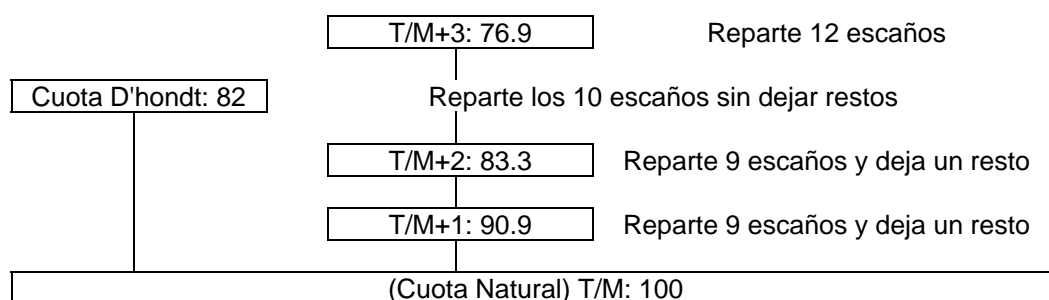 T/M+3: 76.9 Reparte 12 escaños
Cuota D'hondt: 82 Reparte los 10 escaños sin dejar restos
T/M+2: 83.3 Reparte 9 escaños y deja un resto
T/M+1: 90.9 Reparte 9 escaños y deja un resto
(Cuota Natural) T/M: 100